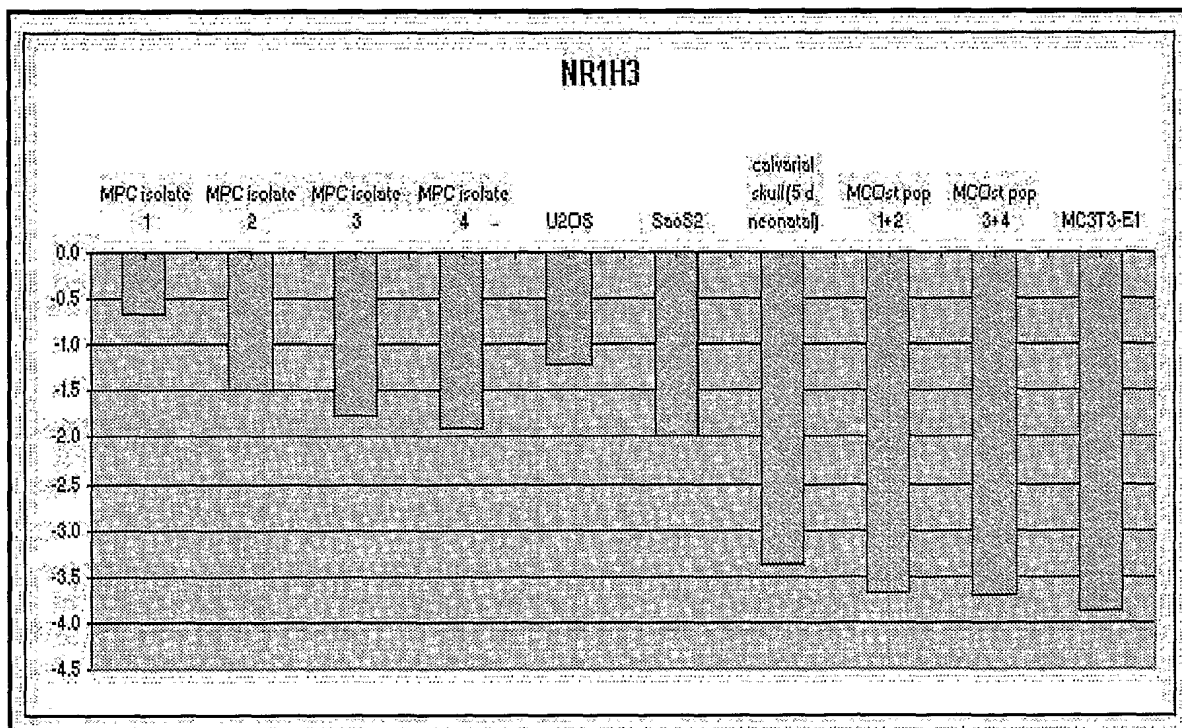 NR1H3
MPC isolate
1
MPC isolate
2
MPC isolate
3
MPC isolate
4
U2OS
SaoS2
calvarial
skull(5 d
neonatal)
MCOst pop
1+2
MCOst pop
3+4
MC3T3-E1
0.0
-0.5
-1.0
-1.5
-2.0
-2.5
-3.0
-3.5
-4.0
-4.5